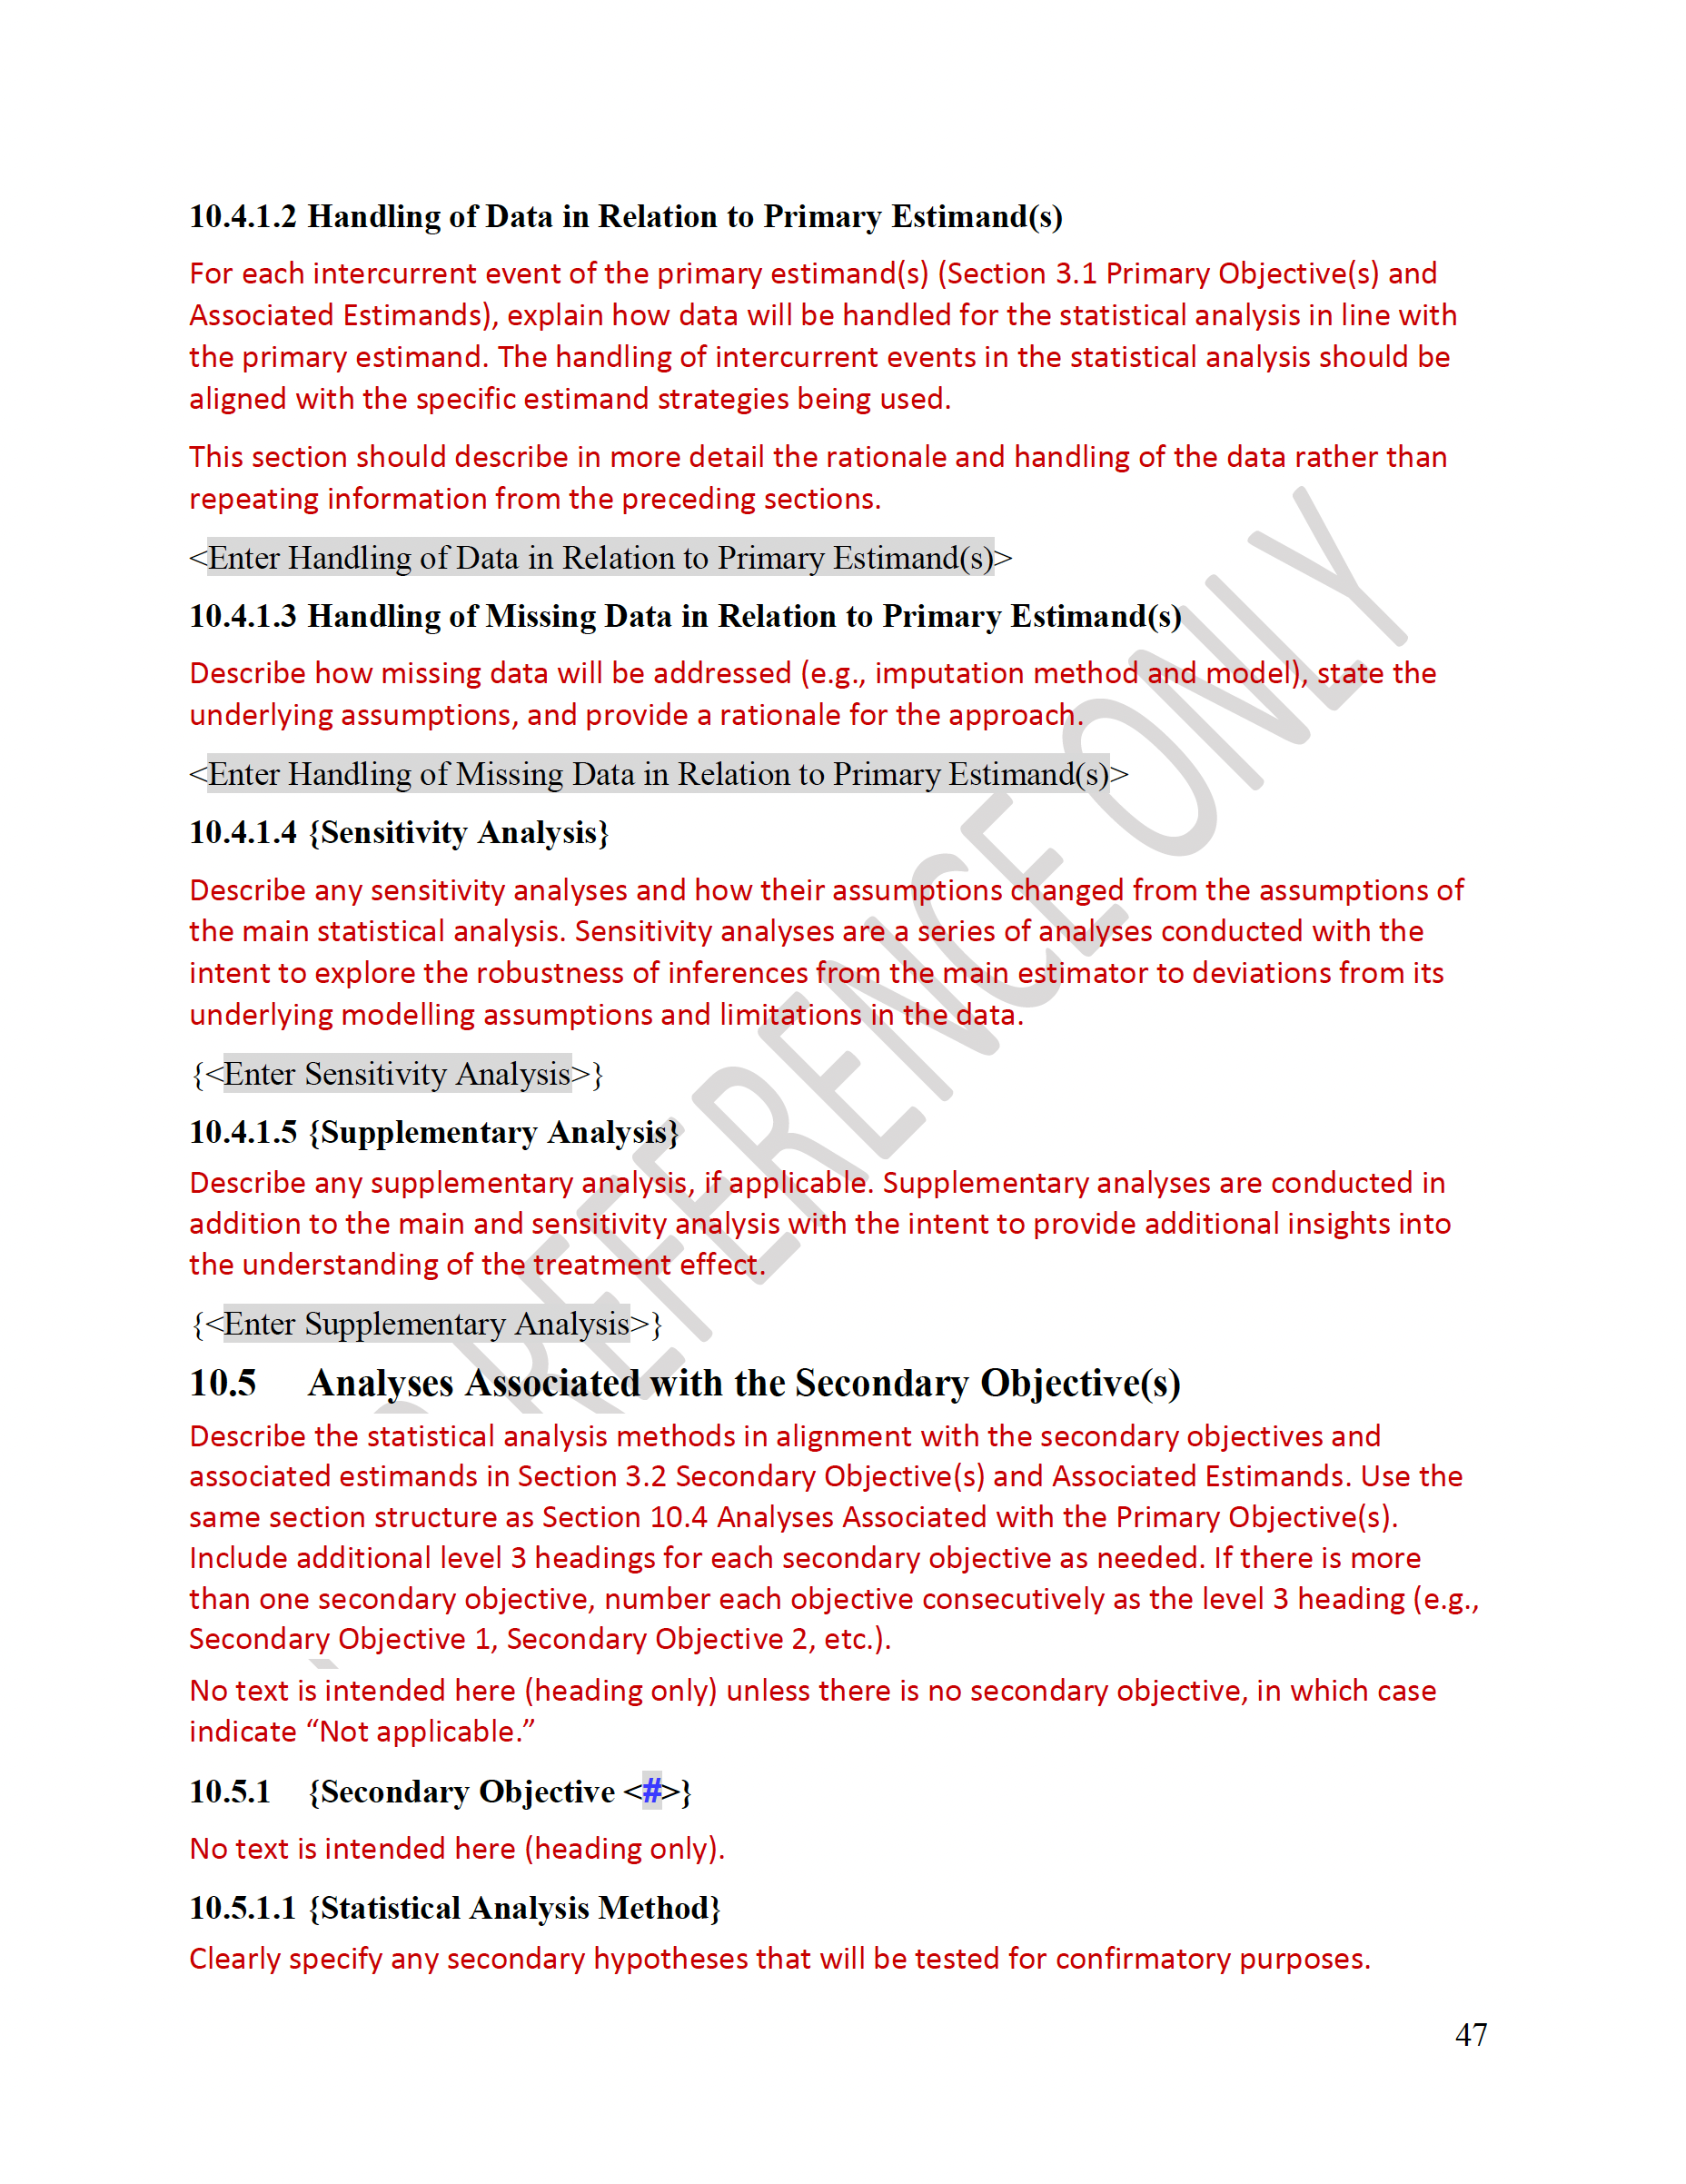 10.4.1.2 Handling of Data in Relation to Primary Estimand(s)
For each intercurrent event of the primary estimand(s) (Section 3.1 Primary Objective(s) and
Associated Estimands), explain how data will be handled for the statistical analysis in line with
the primary estimand. The handling of intercurrent events in the statistical analysis should be
aligned with the specific estimand strategies being used.
This section should describe in more detail the rationale and handling of the data rather than
repeating information from the preceding sections.
<Enter Handling of Data in Relation to Primary Estimand(s)>
10.4.1.3 Handling of Missing Data in Relation to Primary Estimand(s)
Describe how missing data will be addressed (e.g., imputation method and model), state the
underlying assumptions, and provide a rationale for the approach.
<Enter Handling of Missing Data in Relation to Primary Estimand(s)>
10.4.1.4 {Sensitivity Analysis}
Describe any sensitivity analyses and how their assumptions changed from the assumptions of
the main statistical analysis. Sensitivity analyses are a series of analyses conducted with the
intent to explore the robustness of inferences from the main estimator to deviations from its
underlying modelling assumptions and limitations in the data.
{<Enter Sensitivity Analysis>}
10.4.1.5 {Supplementary Analysis}
Describe any supplementary analysis, if applicable. Supplementary analyses are conducted in
addition to the main and sensitivity analysis with the intent to provide additional insights into
the understanding of the treatment effect.
{<Enter Supplementary Analysis>}
10.5 Analyses Associated with the Secondary Objective(s)
Describe the statistical analysis methods in alignment with the secondary objectives and
associated estimands in Section 3.2 Secondary Objective(s) and Associated Estimands. Use the
same section structure as Section 10.4 Analyses Associated with the Primary Objective(s).
Include additional level 3 headings for each secondary objective as needed. If there is more
than one secondary objective, number each objective consecutively as the level 3 heading (e.g.,
Secondary Objective 1, Secondary Objective 2, etc.).
No text is intended here (heading only) unless there is no secondary objective, in which case
indicate “Not applicable.”
10.5.1 {Secondary Objective <#>}
No text is intended here (heading only).
10.5.1.1 {Statistical Analysis Method}
Clearly specify any secondary hypotheses that will be tested for confirmatory purposes.
47
REFERENCE ONLY